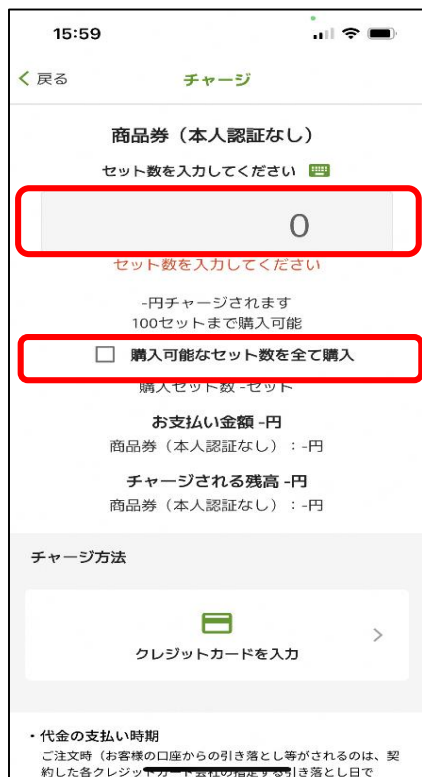 15:59
戻る
チャージ
商品券（本人認証なし）
セット数を入力してください
0
セット数を入力してください
-円チャージされます
100セットまで購入可能
購入可能なセット数を全て購入
購入セット数 -セット
お支払い金額 -円
商品券（本人認証なし）：-円
チャージされる残高 -円
商品券（本人認証なし）：-円
チャージ方法
クレジットカードを入力
・代金の支払い時期
ご注文時（お客様の口座からの引き落とし等がされるのは、契
約した各クレジットカード会社の指定する引き落とし日で